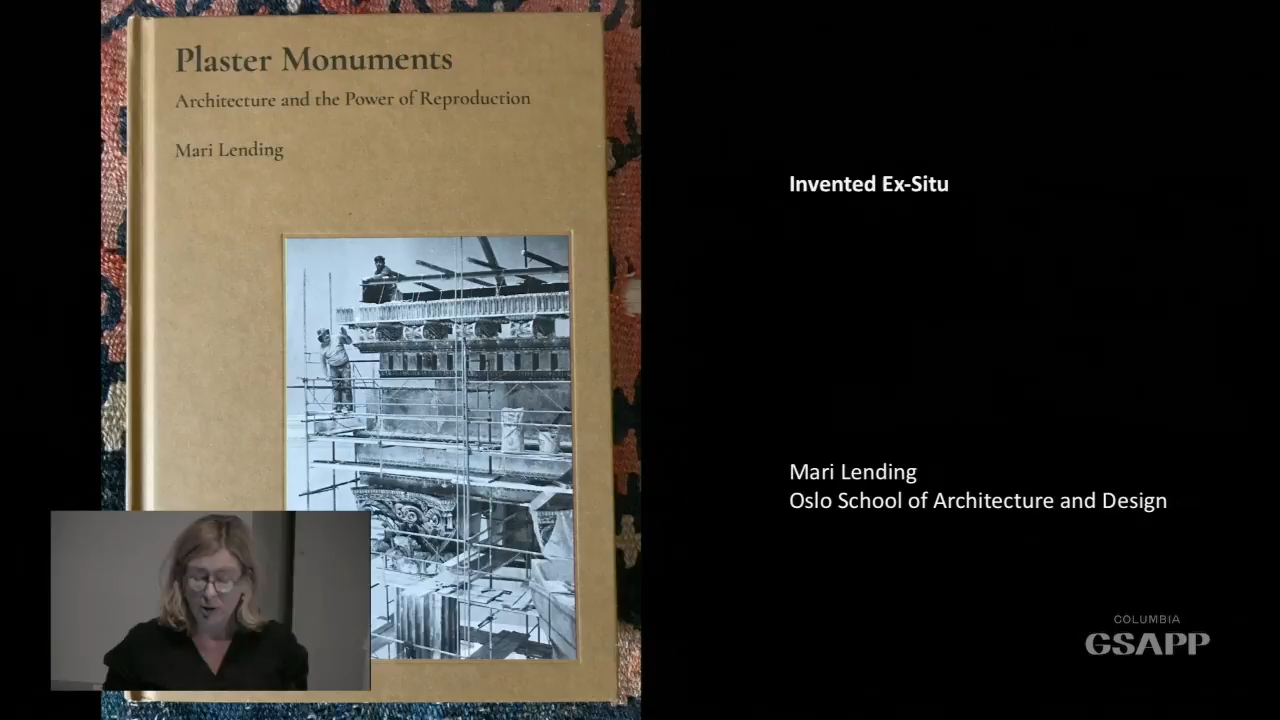 Plaster Monuments
Architecture and the Power of Reproduction
Mari Lending
Invented Ex-Situ
Mari Lending
Oslo School of Architecture and Design
COLUMBIA
GSAPP